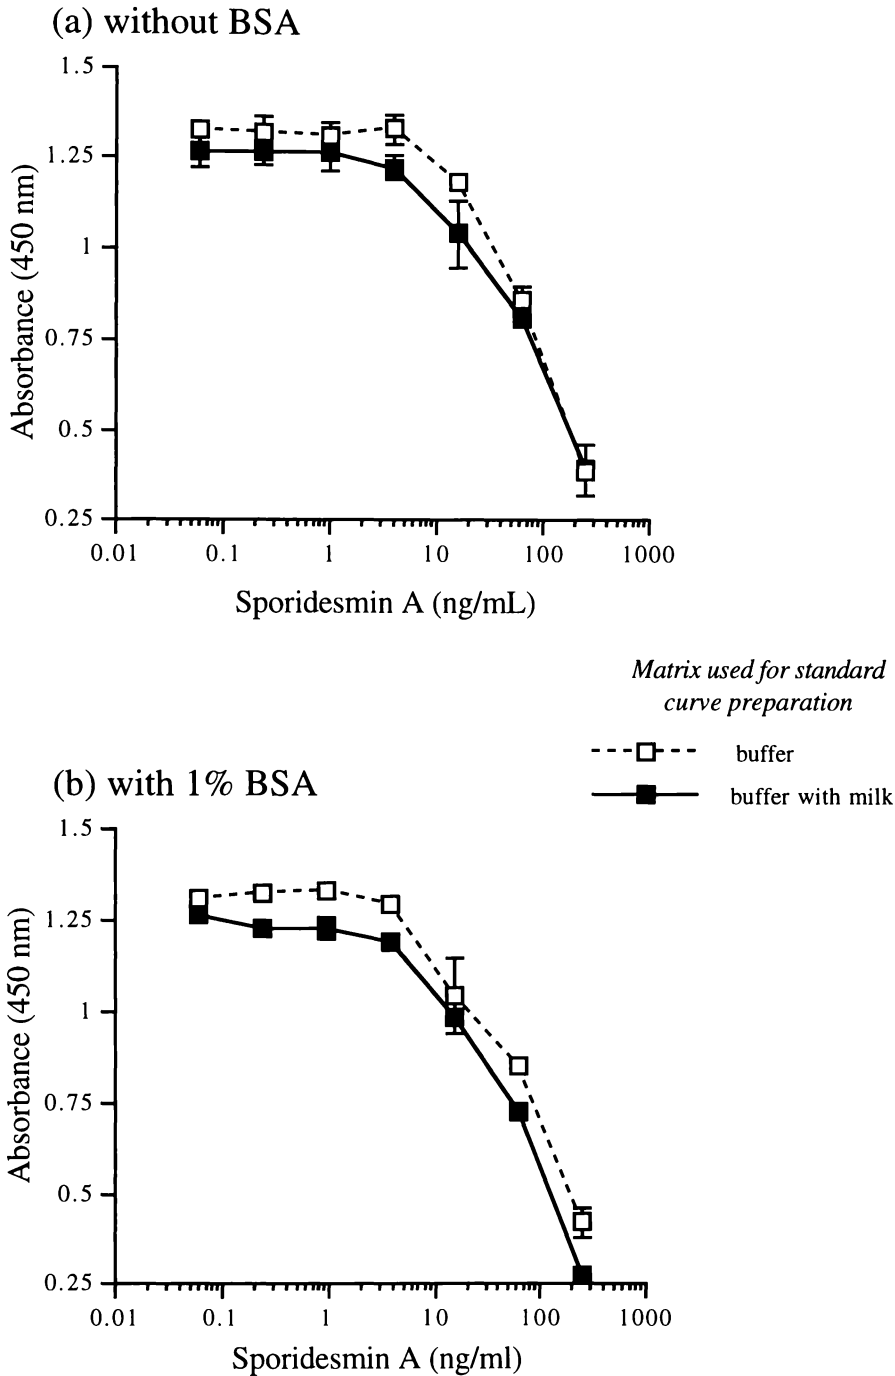 (a) without BSA
1.5
1.25
1
0.75
0.5
0.25
Absorbance (450 nm)
0.01 0.1 1 10 100 1000
Sporidesmin A (ng/mL)
Matrix used for standard
curve preparation
buffer
buffer with milk
(b) with 1% BSA
1.5
1.25
1
0.75
0.5
0.25
Absorbance (450 nm)
0.01 0.1 1 10 100 1000
Sporidesmin A (ng/ml)